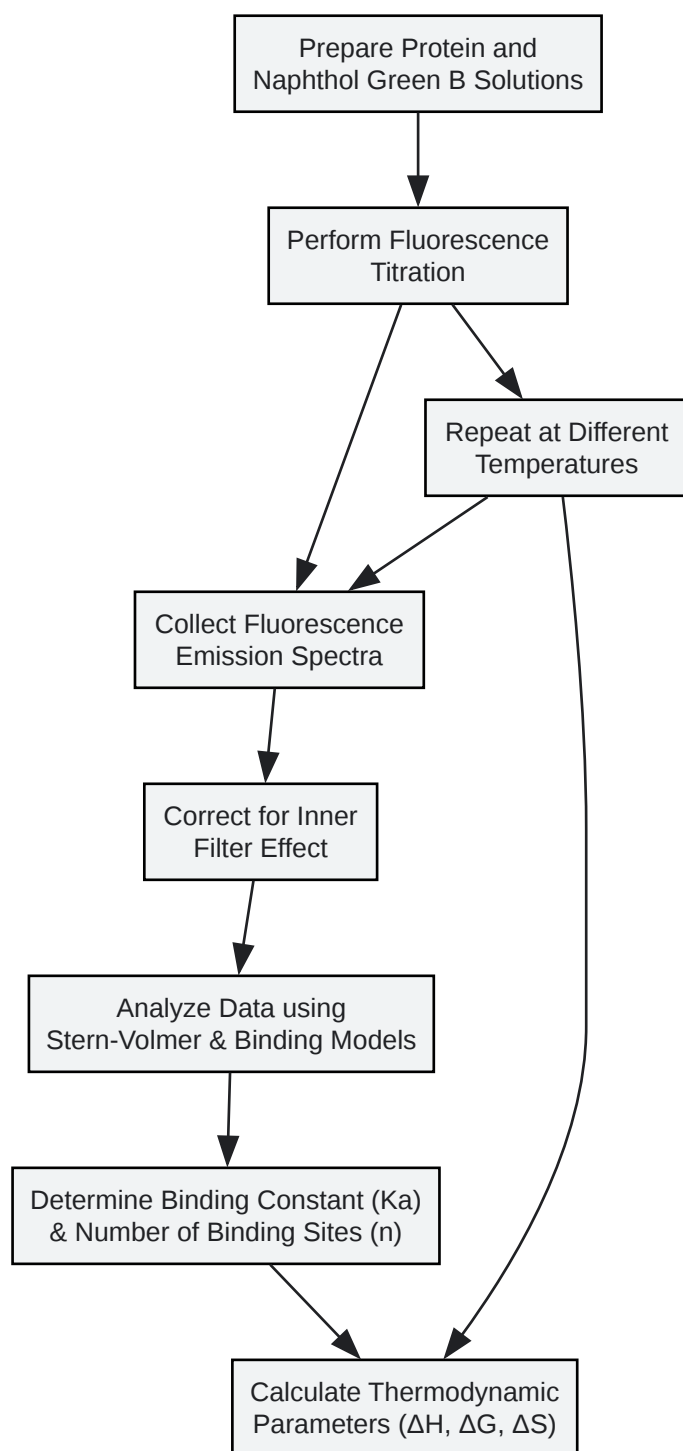 Prepare Protein and
Naphthol Green B Solutions
Perform Fluorescence
Titration
Repeat at Different
Temperatures
Collect Fluorescence
Emission Spectra
Correct for Inner
Filter Effect
Analyze Data using
Stern-Volmer & Binding Models
Determine Binding Constant (Ka)
& Number of Binding Sites (n)
Calculate Thermodynamic
Parameters (ΔH, ΔG, ΔS)